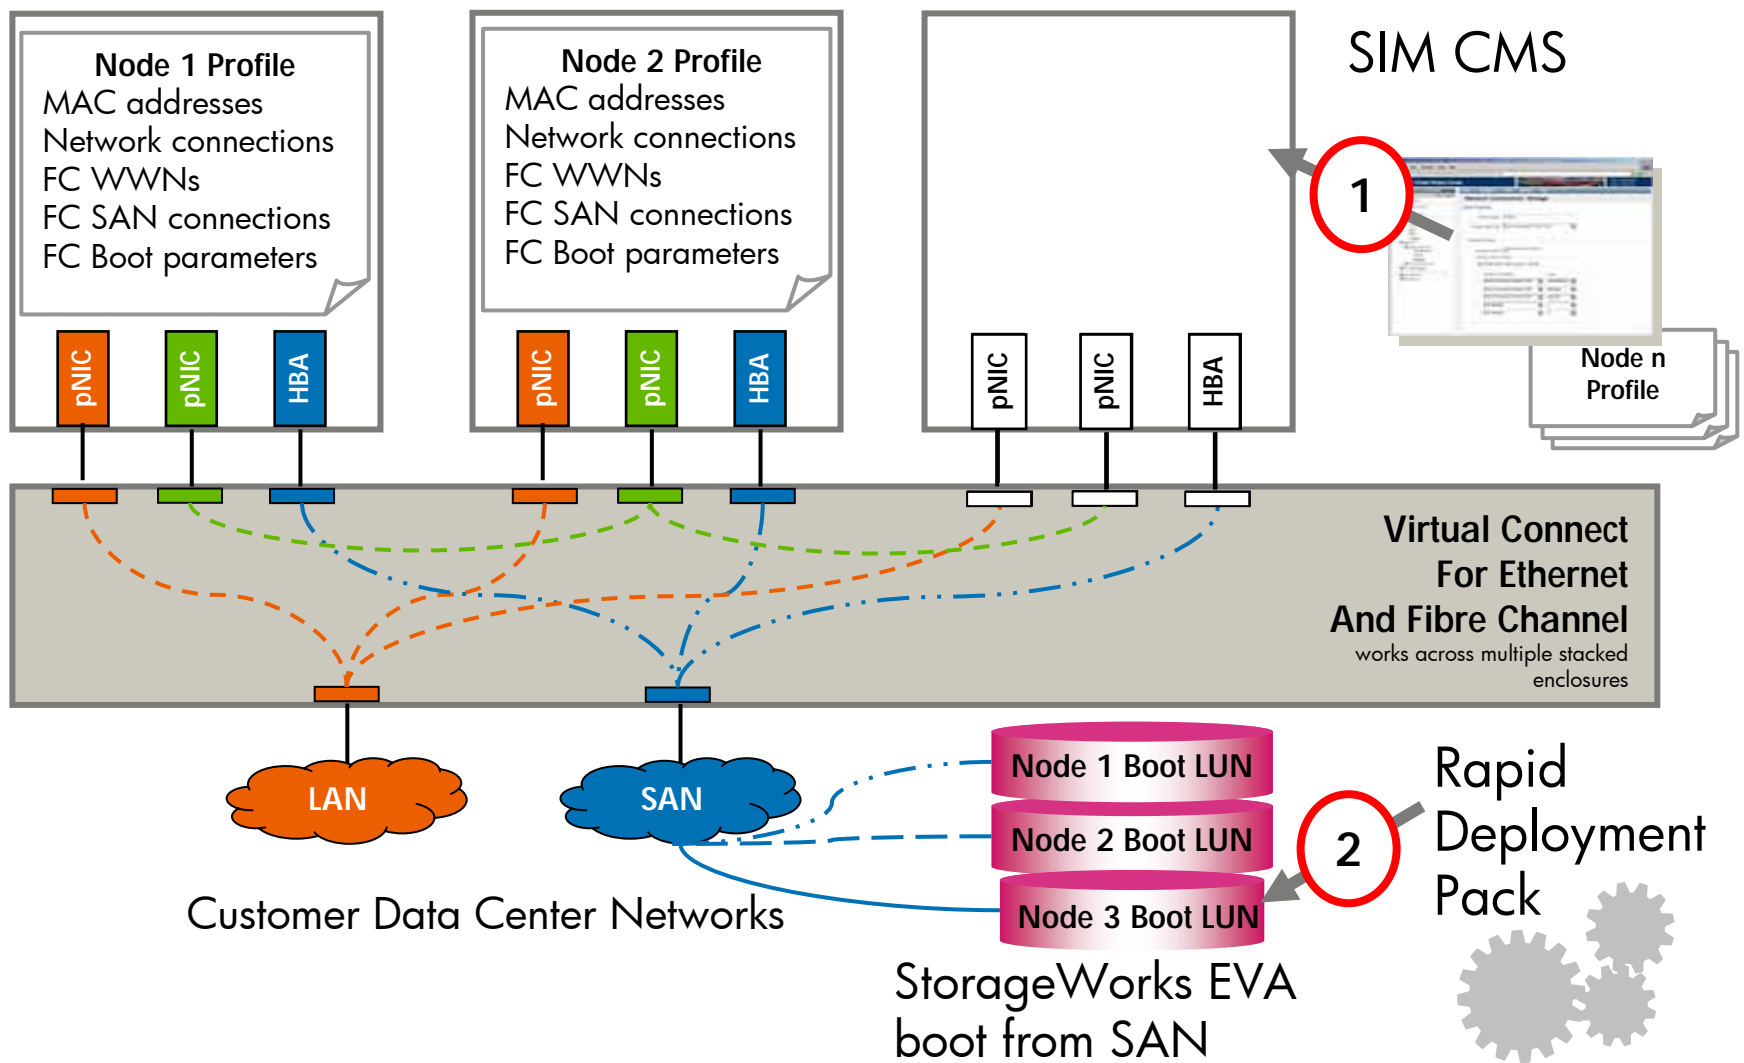 Node 1 Profile
MAC addresses
Network connections
FC WWNs
FC SAN connections
FC Boot parameters
pNIC
pNIC
HBA
Node 2 Profile
MAC addresses
Network connections
FC WWNs
FC SAN connections
FC Boot parameters
pNIC
pNIC
HBA
pNIC
pNIC
HBA
SIM CMS
1
Node n
Profile
Virtual Connect
For Ethernet
And Fibre Channel
works across multiple stacked
enclosures
LAN
SAN
Customer Data Center Networks
Node 1 Boot LUN
Node 2 Boot LUN
Node 3 Boot LUN
2
Rapid
Deployment
Pack
StorageWorks EVA
boot from SAN